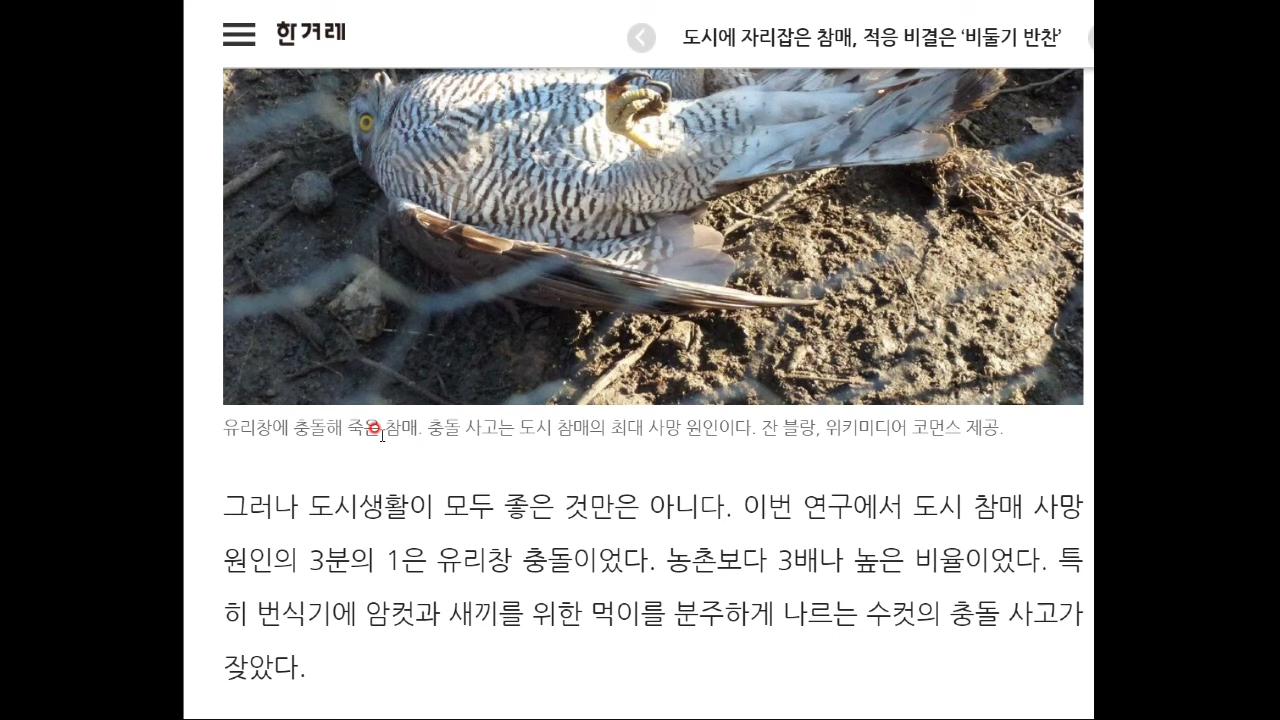 한겨레
도시에 자리잡은 참매, 적응 비결은 ‘비둘기 반찬’
유리창에 충돌해 죽은 참매. 충돌 사고는 도시 참매의 최대 사망 원인이다. 잔 블랑, 위키미디어 코먼스 제공.
그러나 도시생활이 모두 좋은 것만은 아니다. 이번 연구에서 도시 참매 사망
원인의 3분의 1은 유리창 충돌이었다. 농촌보다 3배나 높은 비율이었다. 특
히 번식기에 암컷과 새끼를 위한 먹이를 분주하게 나르는 수컷의 충돌 사고가
잦았다.